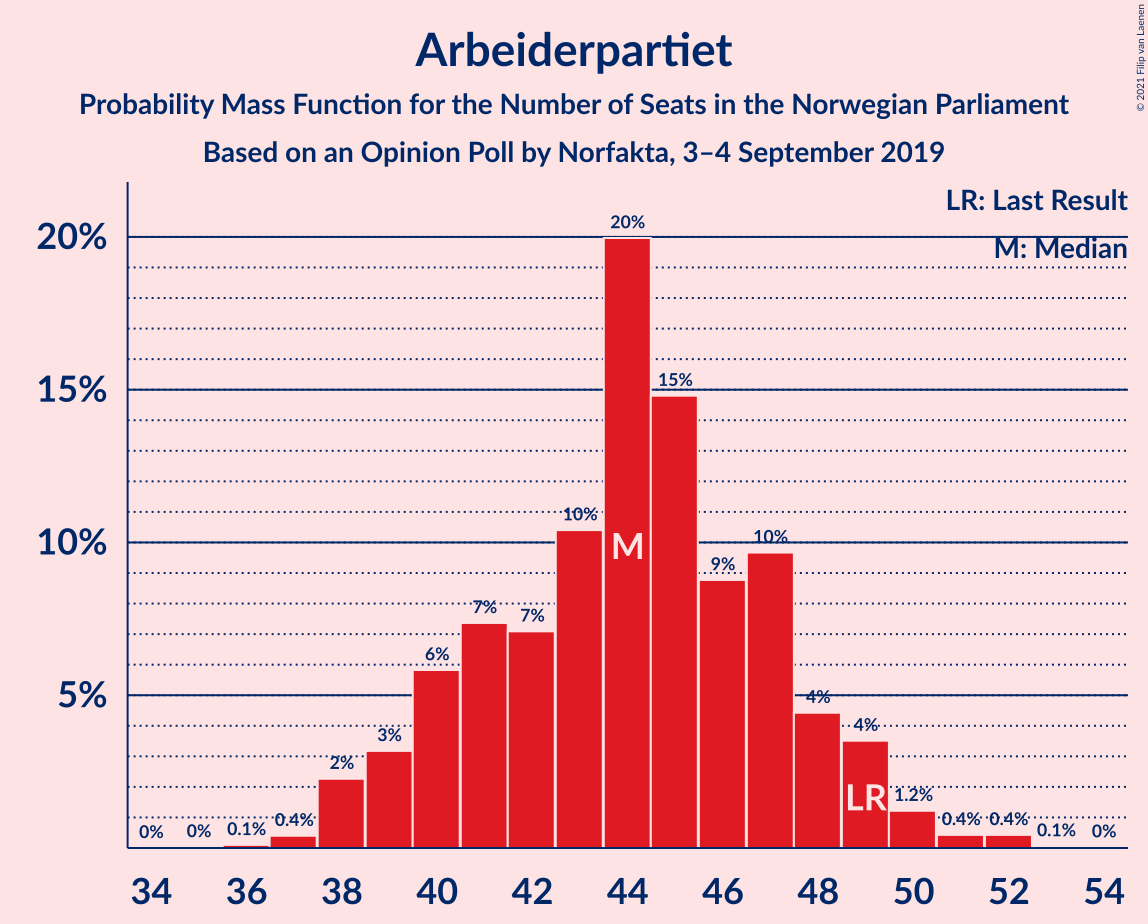 Arbeiderpartiet
Probability Mass Function for the Number of Seats in the Norwegian Parliament
Based on an Opinion Poll by Norfakta, 3–4 September 2019
© 2021 Filip van Laenen
LR: Last Result
M: Median
20%
15%
10%
5%
0% 0% 0.1% 0.4% 2% 3% 6% 7% 7% 10% 20% 15% 9% 10% 4% 4% 1.2% 0.4% 0.4% 0.1% 0%
M
LR
34 36 38 40 42 44 46 48 50 52 54